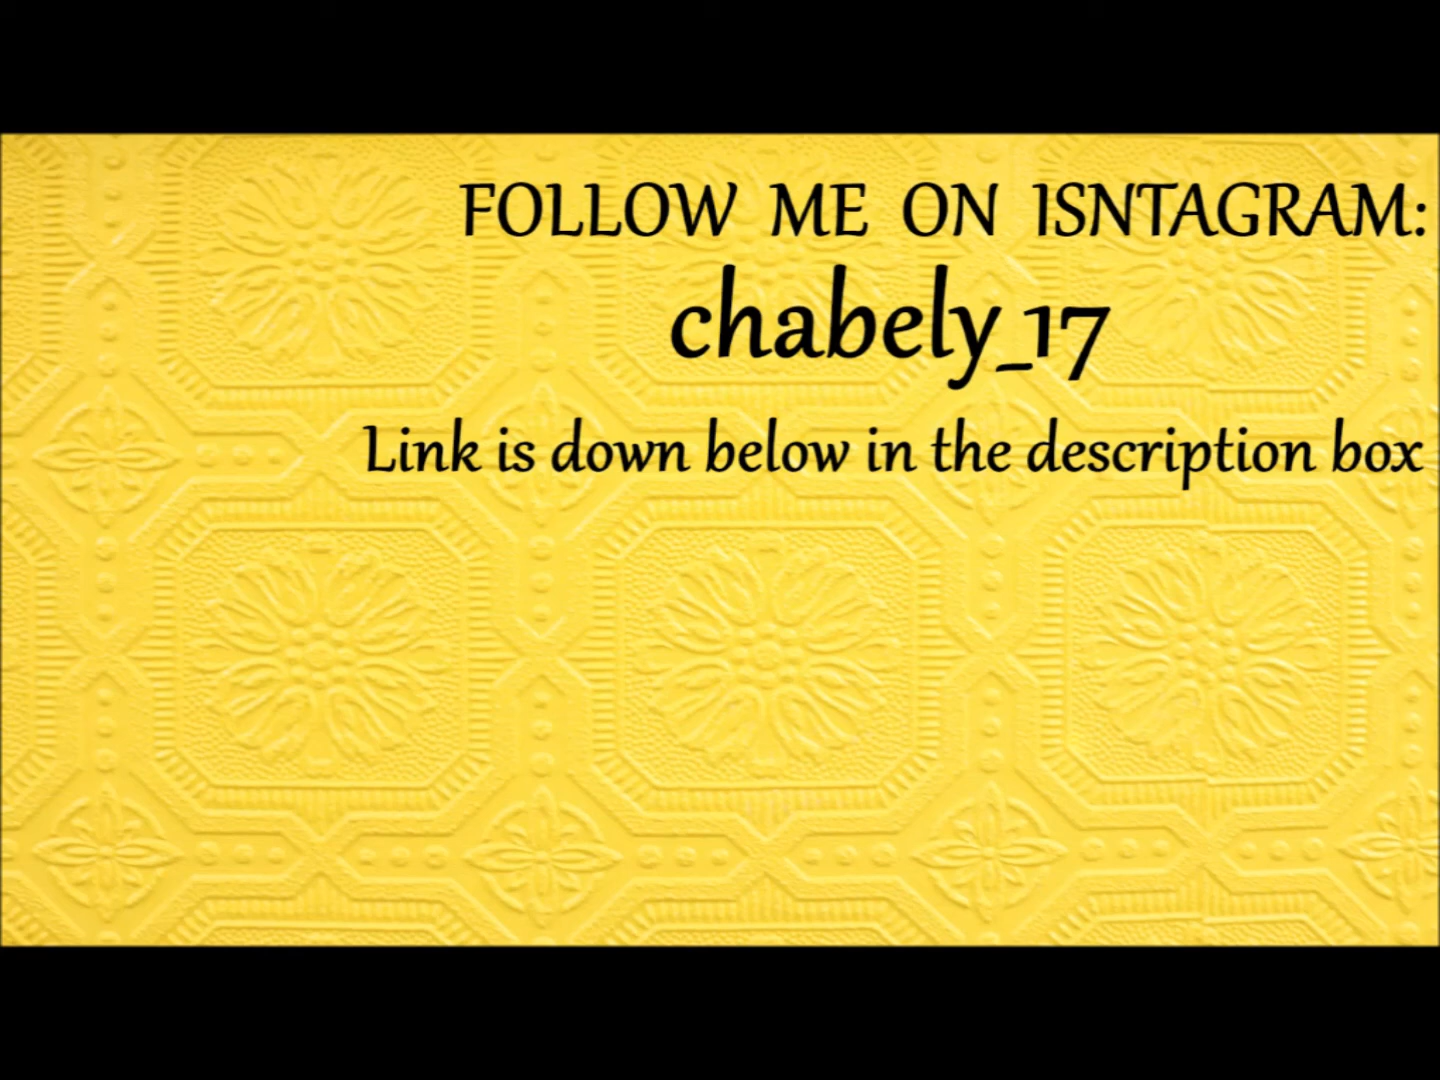 FOLLOW ME ON ISNTAGRAM:
chabely_17
Link is down below in the description box